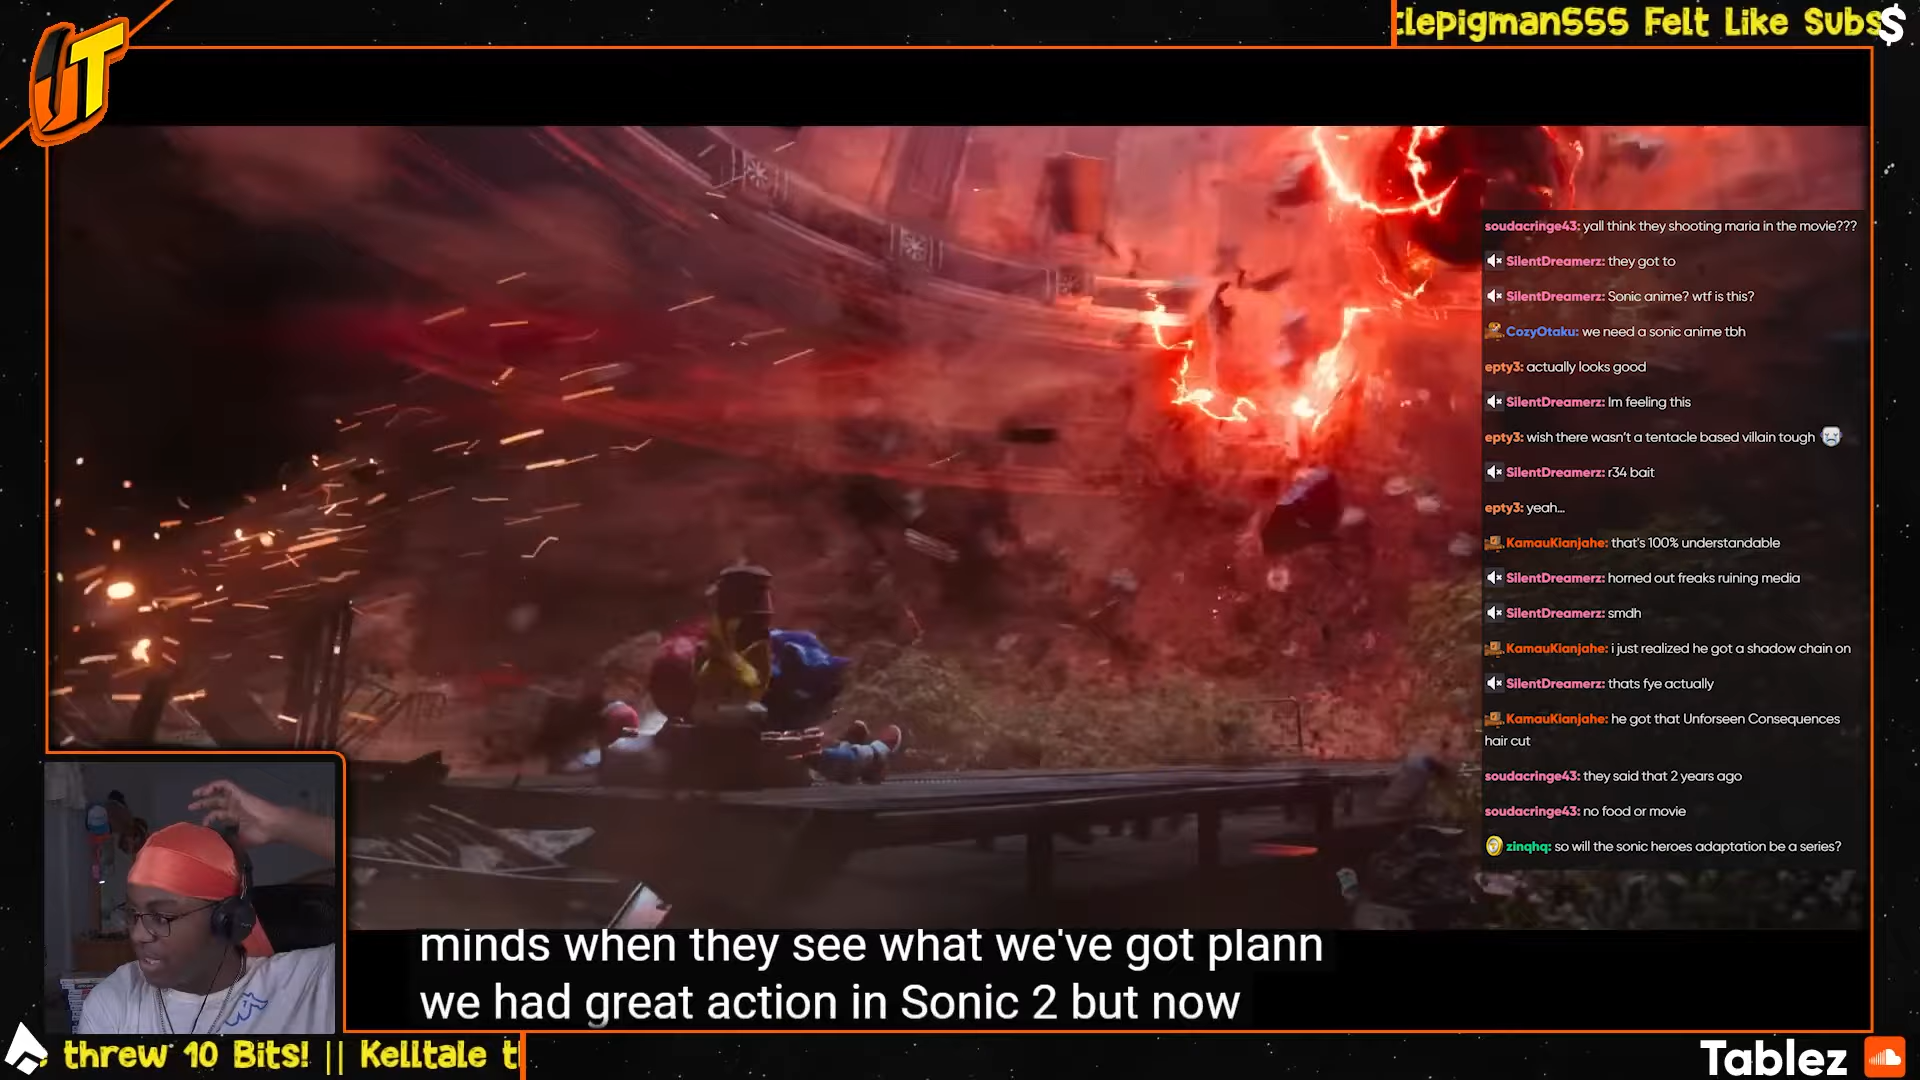 tlepigman555 Felt Like Subs
$
UT
soudacringe43: yall think they shooting maria in the movie???
SilentDreamerz: they got to
SilentDreamerz: Sonic anime? wtf is this?
CozyOtaku: we need a sonic anime tbh
epty3: actually looks good
SilentDreamerz: Im feeling this
epty3: wish there wasn't a tentacle based villain tough
SilentDreamerz: r34 bait
epty3: yeah...
KamauKianjahe: that's 100% understandable
SilentDreamerz: horned out freaks ruining media
SilentDreamerz: smdh
KamauKianjahe: i just realized he got a shadow chain on
SilentDreamerz: thats fye actually
KamauKianjahe: he got that Unforseen Consequences
hair cut
soudacringe43: they said that 2 years ago
soudacringe43: no food or movie
zinqhq: so will the sonic heroes adaptation be a series?
minds when they see what we've got plann
we had great action in Sonic 2 but now
threw 10 Bits! || Kelltale t
Tablez